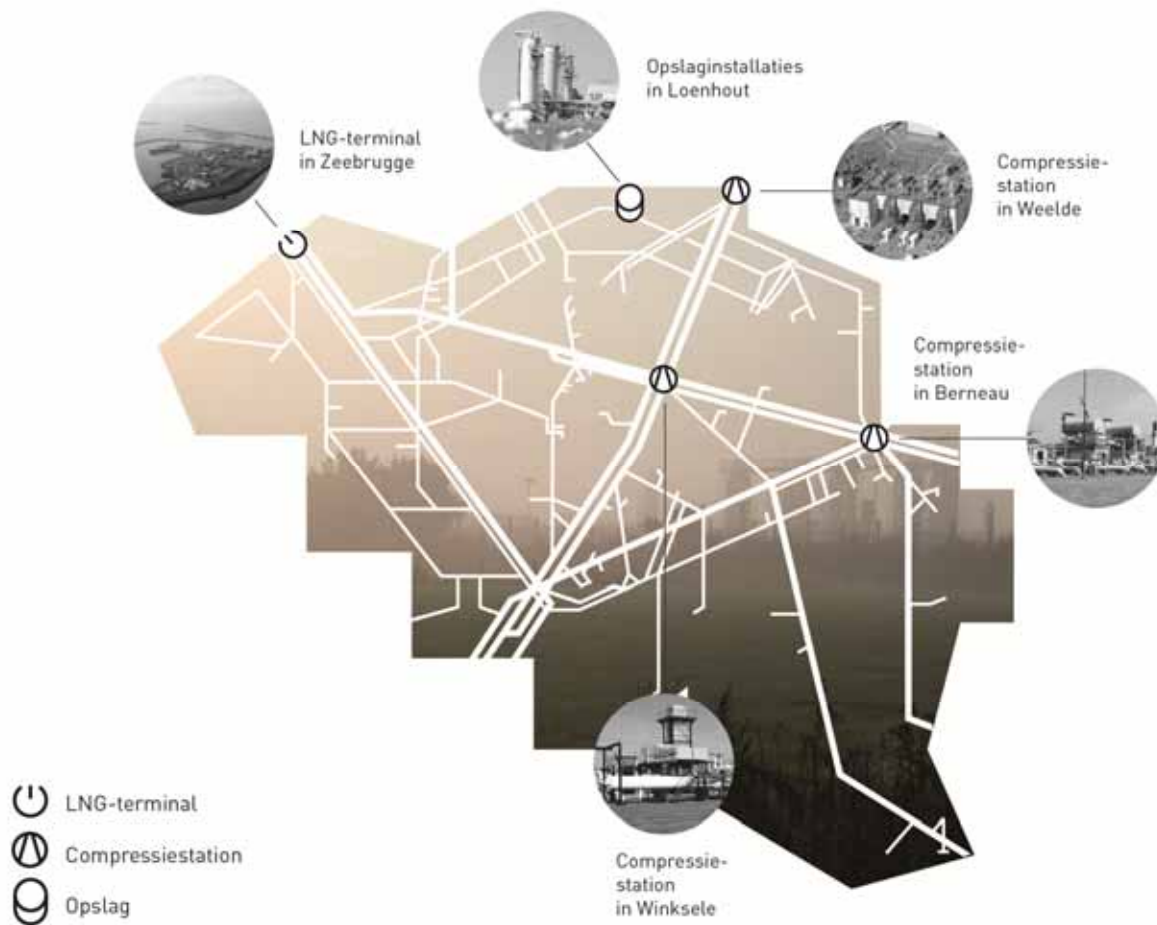 Opslaginstallaties
in Loenhout
LNG-terminal
in Zeebrugge
Compressie-
station
in Weelde
Compressie-
station
in Berneau
LNG-terminal
Compressiestation
Opslag
Compressie-
station
in Winksele